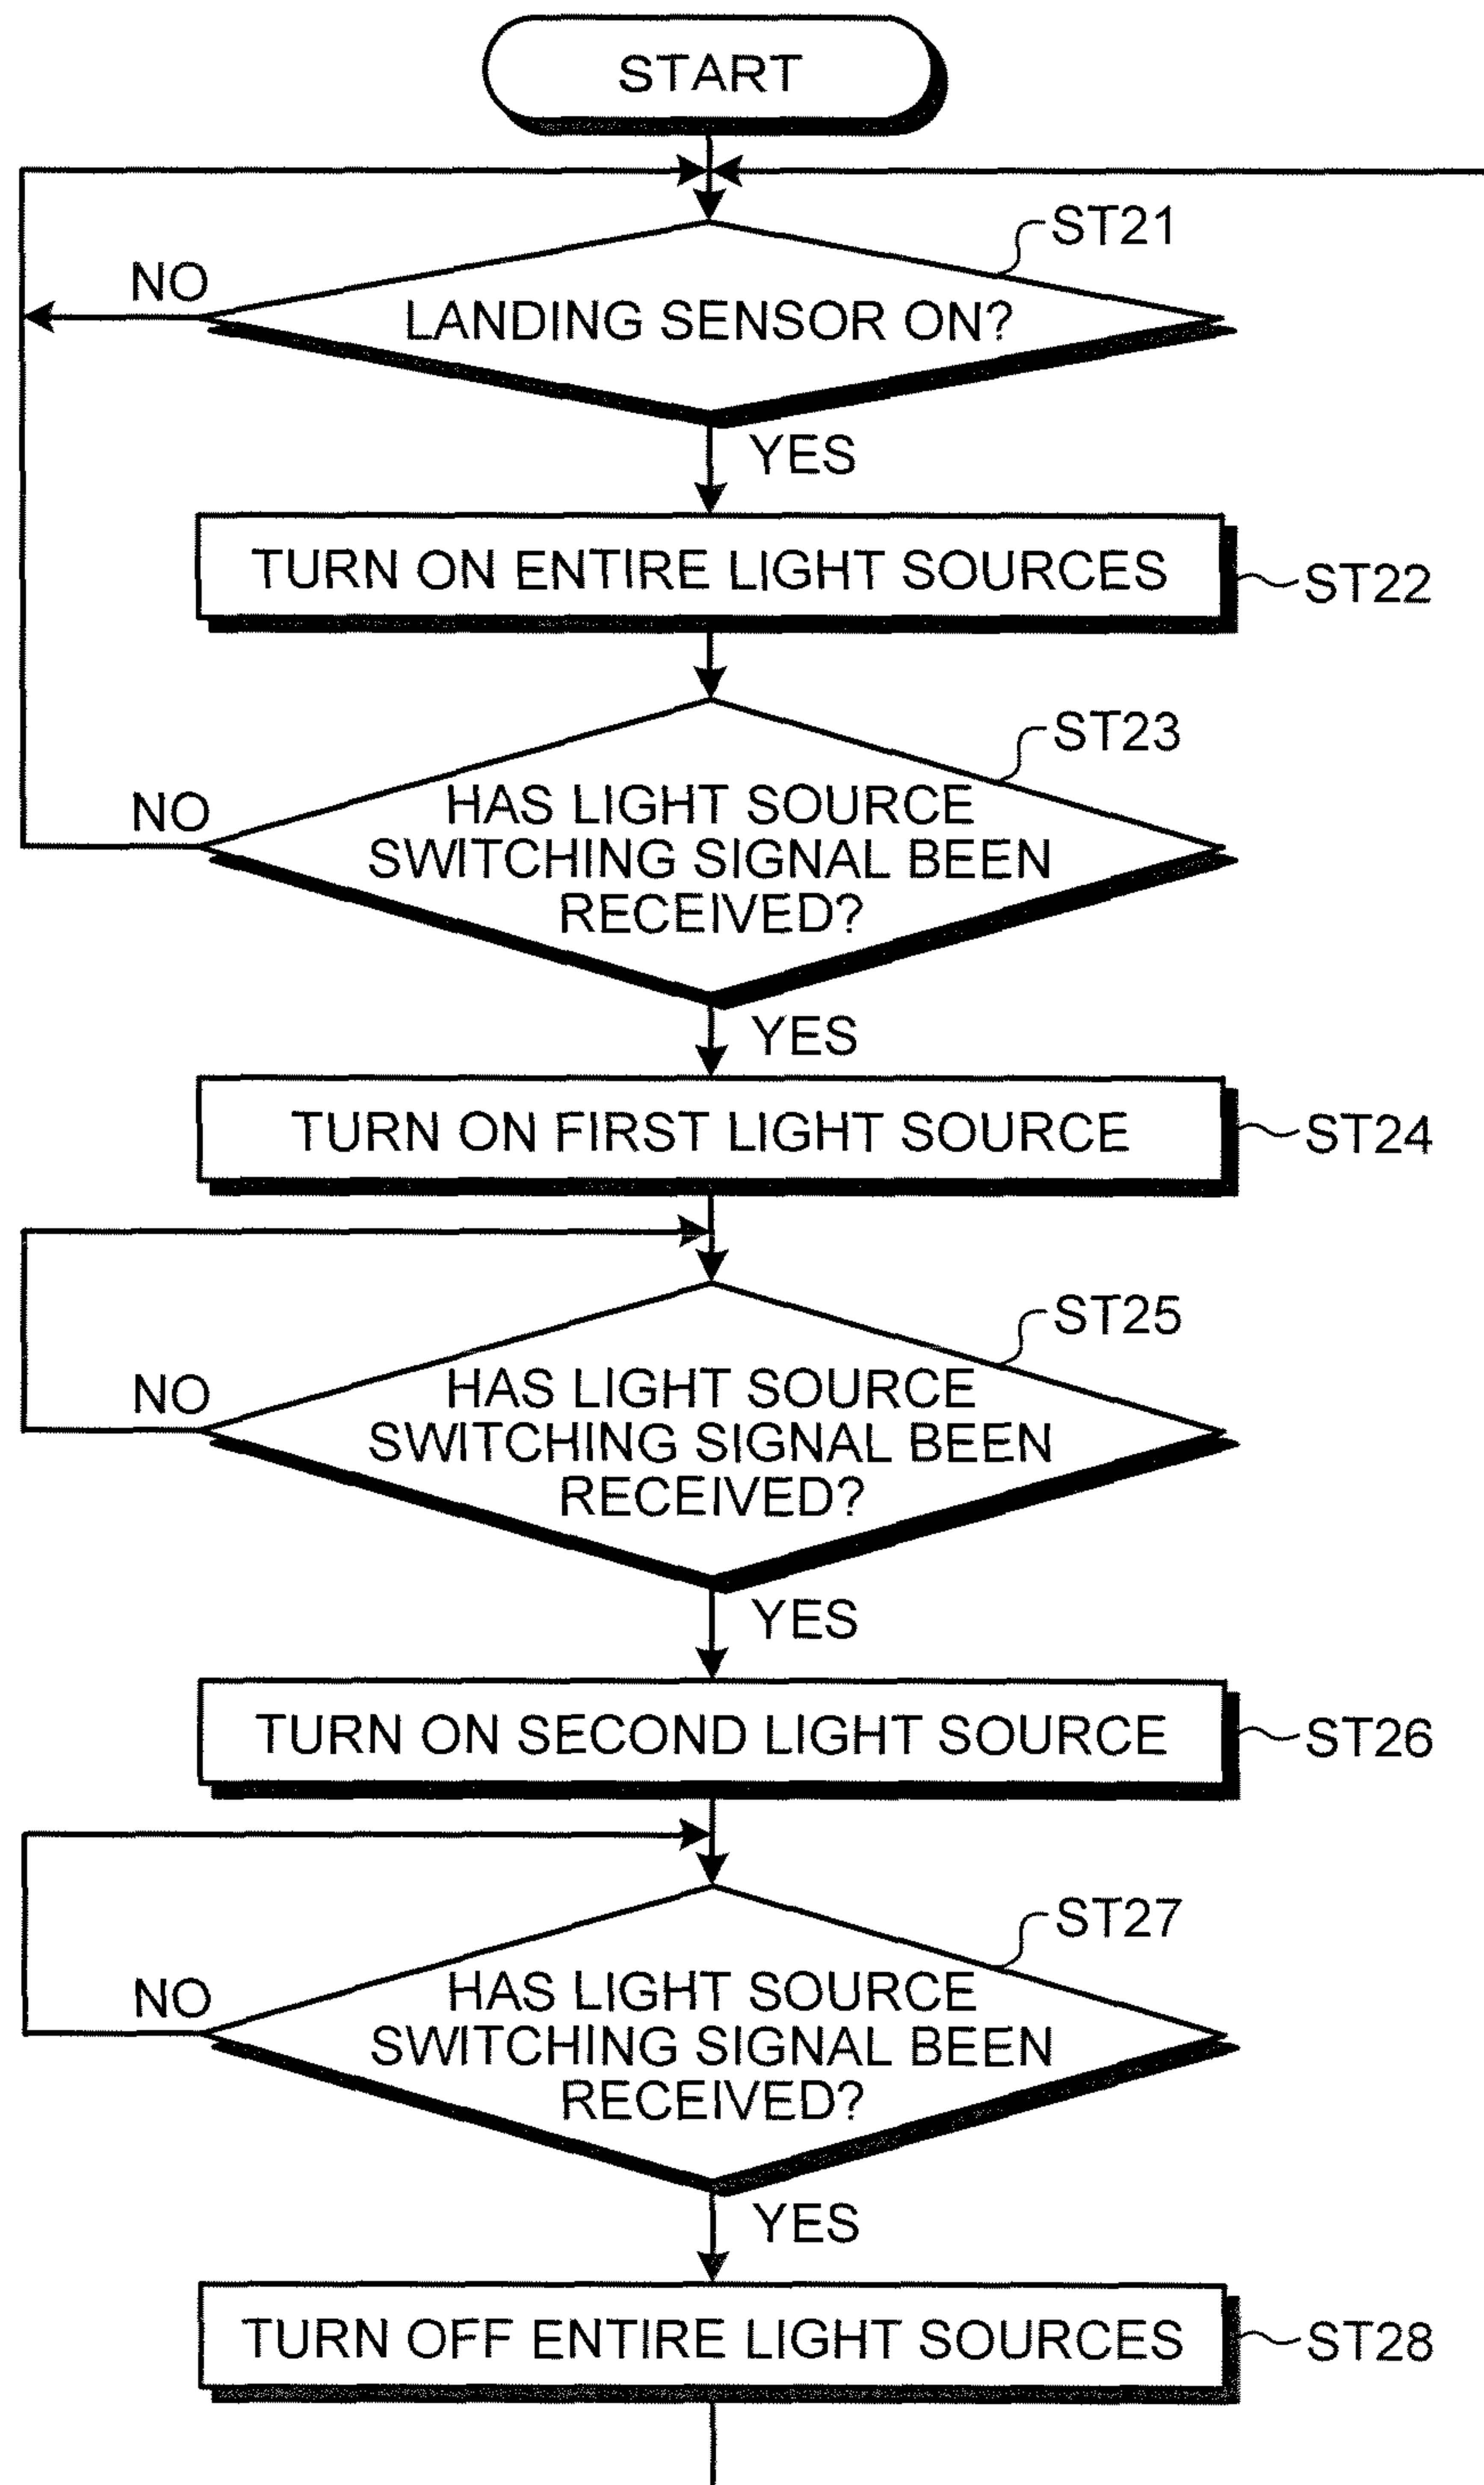 START
ST21
NO
LANDING SENSOR ON?
YES
TURN ON ENTIRE LIGHT SOURCES
ST22
ST23
NO
HAS LIGHT SOURCE
SWITCHING SIGNAL BEEN
RECEIVED?
YES
TURN ON FIRST LIGHT SOURCE
ST24
ST25
NO
HAS LIGHT SOURCE
SWITCHING SIGNAL BEEN
RECEIVED?
YES
TURN ON SECOND LIGHT SOURCE
ST26
ST27
NO
HAS LIGHT SOURCE
SWITCHING SIGNAL BEEN
RECEIVED?
YES
TURN OFF ENTIRE LIGHT SOURCES
ST28